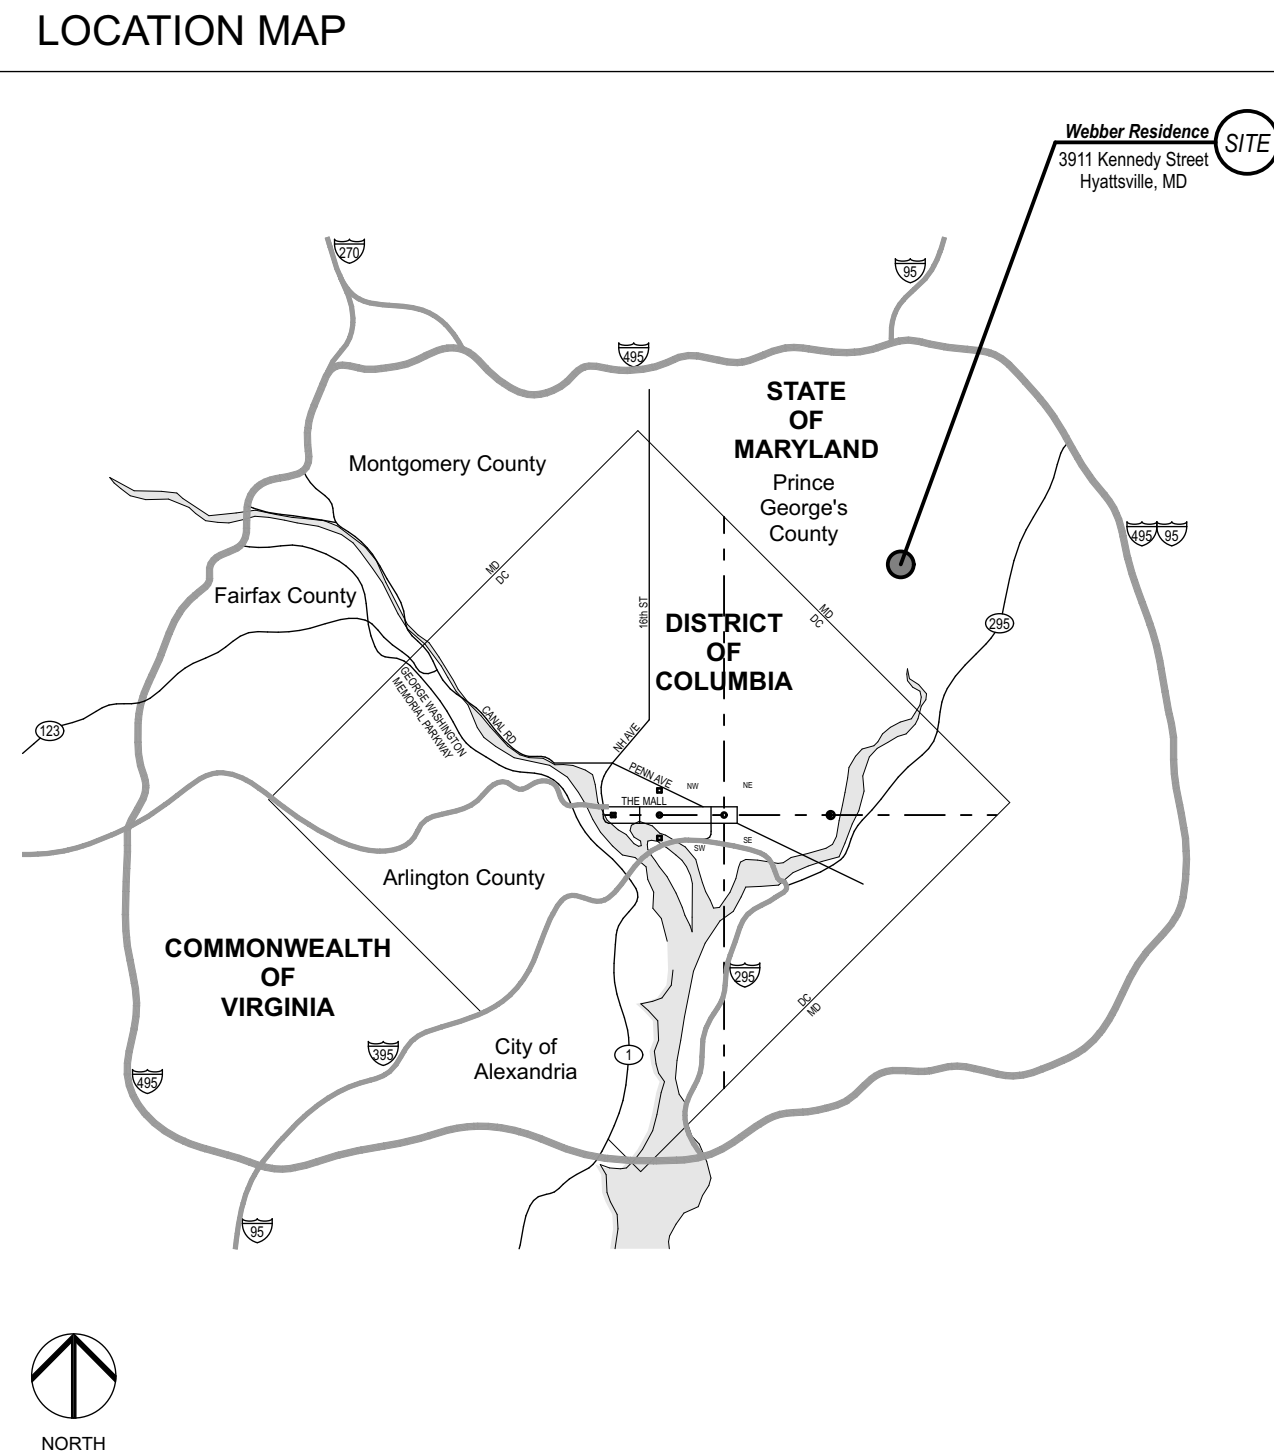 LOCATION MAP
Webber Residence
SITE
3911 Kennedy Street
Hyattsville, MD
270
95
495
STATE
OF
MARYLAND
Montgomery County
Prince
George's
County
495 95
MD
DC
Fairfax County
16th ST
MD
DC
DISTRICT
OF
COLUMBIA
295
GEORGE WASHINGTON
MEMORIAL PARKWAY
CANAL RD
123
NH AVE
PENN AVE
NW
NE
THE MALL
SW
SE
Arlington County
COMMONWEALTH
OF
VIRGINIA
295
DC
MD
395
City of
Alexandria
1
495
95
NORTH